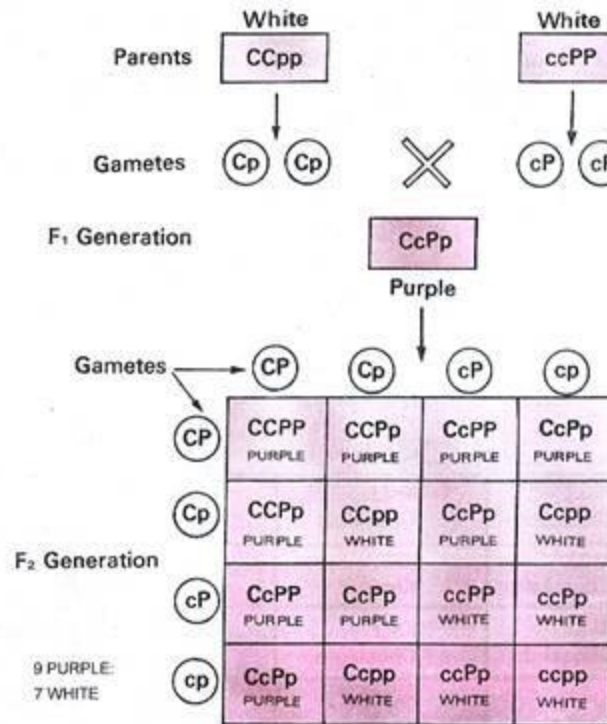 White White
Parents CCpp ccPP
Gametes Cp Cp cP cP
F₁ Generation CcPp
Purple
Gametes CP Cp cP cp
CP CCPP CCPp CcPP CcPp
PURPLE PURPLE PURPLE PURPLE
Cp CCPp CCpp CcPp Ccpp
PURPLE WHITE PURPLE WHITE
F₂ Generation
cP CcPP CcPp ccPP ccPp
PURPLE PURPLE WHITE WHITE
9 PURPLE:
7 WHITE
cp CcPp Ccpp ccPp ccpp
PURPLE WHITE WHITE WHITE